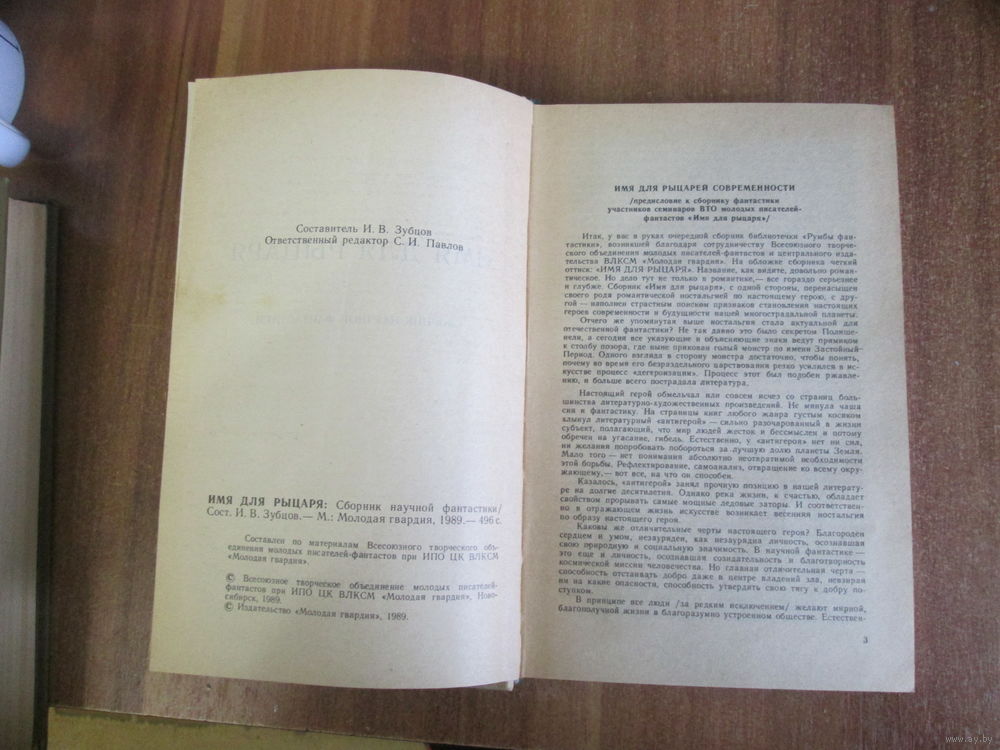 Составитель И. В. Зубцов
Ответственный редактор С. И. Павлов
ИМЯ ДЛЯ РЫЦАРЯ: Сборник научной фантастики/
Сост. И. В. Зубцов.— М.: Молодая гвардия, 1989.— 496 с.
Составлен по материалам Всесоюзного творческого объ-
единения молодых писателей-фантастов при ИПО ЦК ВЛКСМ
«Молодая гвардия».
© Всесоюзное творческое объединение молодых писателей-
фантастов при ИПО ЦК ВЛКСМ «Молодая гвардия», Ново-
сибирск, 1989.
© Издательство «Молодая гвардия», 1989.
ИМЯ ДЛЯ РЫЦАРЕЙ СОВРЕМЕННОСТИ
/предисловие к сборнику фантастики
участников семинаров ВТО молодых писателей-
фантастов «Имя для рыцаря»/
Итак, у вас в руках очередной сборник библиотечки «Румбы фан-
тастики», возникшей благодаря сотрудничеству Всесоюзного творчес-
кого объединения молодых писателей-фантастов и центрального изда-
тельства ВЛКСМ «Молодая гвардия». На обложке сборника четкий
оттиск: «ИМЯ ДЛЯ РЫЦАРЯ». Название, как видите, довольно роман-
тическое. Но дело тут не только в романтике,— все гораздо серьезнее
и глубже. Сборник «Имя для рыцаря», с одной стороны, перенасыщен
своего рода романтической ностальгией по настоящему герою, с дру-
гой — наполнен страстным поиском признаков становления настоящих
героев современности и будущности нашей многострадальной планеты.
Отчего же упомянутая выше ностальгия стала актуальной для
отечественной фантастики? Не так давно это было секретом Полише-
неля, а сегодня все указующие и объясняющие знаки ведут прямиком
к столбу позора, где ныне прикован голый монстр по имени Застойный
Период. Одного взгляда в сторону монстра достаточно, чтобы понять,
почему во время его безраздельного царствования резко усилился в ис-
кусстве процесс «дегероизации». Процесс этот был подобен ржавле-
нию, и больше всего пострадала литература.
Настоящий герой обмельчал или совсем исчез со страниц боль-
шинства литературно-художественных произведений. Не минула чаша
сия и фантастику. На страницы книг любого жанра густым косяком
хлынул литературный «антигерой» — сильно разочарованный в жизни
субъект, полагающий, что мир людей жесток и бессмыслен и потому
обречен на угасание, гибель. Естественно, у «антигероя» нет ни сил,
ни желания попробовать побороться за лучшую долю планеты Земля.
Мало того — нет понимания абсолютно неотвратимой необходимости
этой борьбы. Рефлектирование, самоанализ, отвращение ко всему окру-
жающему,— вот все, на что он способен.
Казалось, «антигерой» занял прочную позицию в нашей литерату-
ре на долгие десятилетия. Однако река жизни, к счастью, обладает
свойством прорывать самые мощные ледовые заторы. И соответствен-
но в отражающем жизнь искусстве возникает весенняя ностальгия
по образу настоящего героя.
Каковы же отличительные черты настоящего героя? Благороден
сердцем и умом, незауряден, как незаурядна личность, осознавшая
свою природную и социальную значимость. В научной фантастике —
это еще и личность, осознавшая созидательность и благотворность
космической миссии человечества. Но главная отличительная черта —
способность отстаивать добро даже в центре владений зла, невзирая
ни на какие опасности, способность утвердить свою тягу к добру по-
ступком.
В принципе все люди /за редким исключением/ желают мирной,
благополучной жизни в благоразумно устроенном обществе. Естествен-
3
www.ay.by